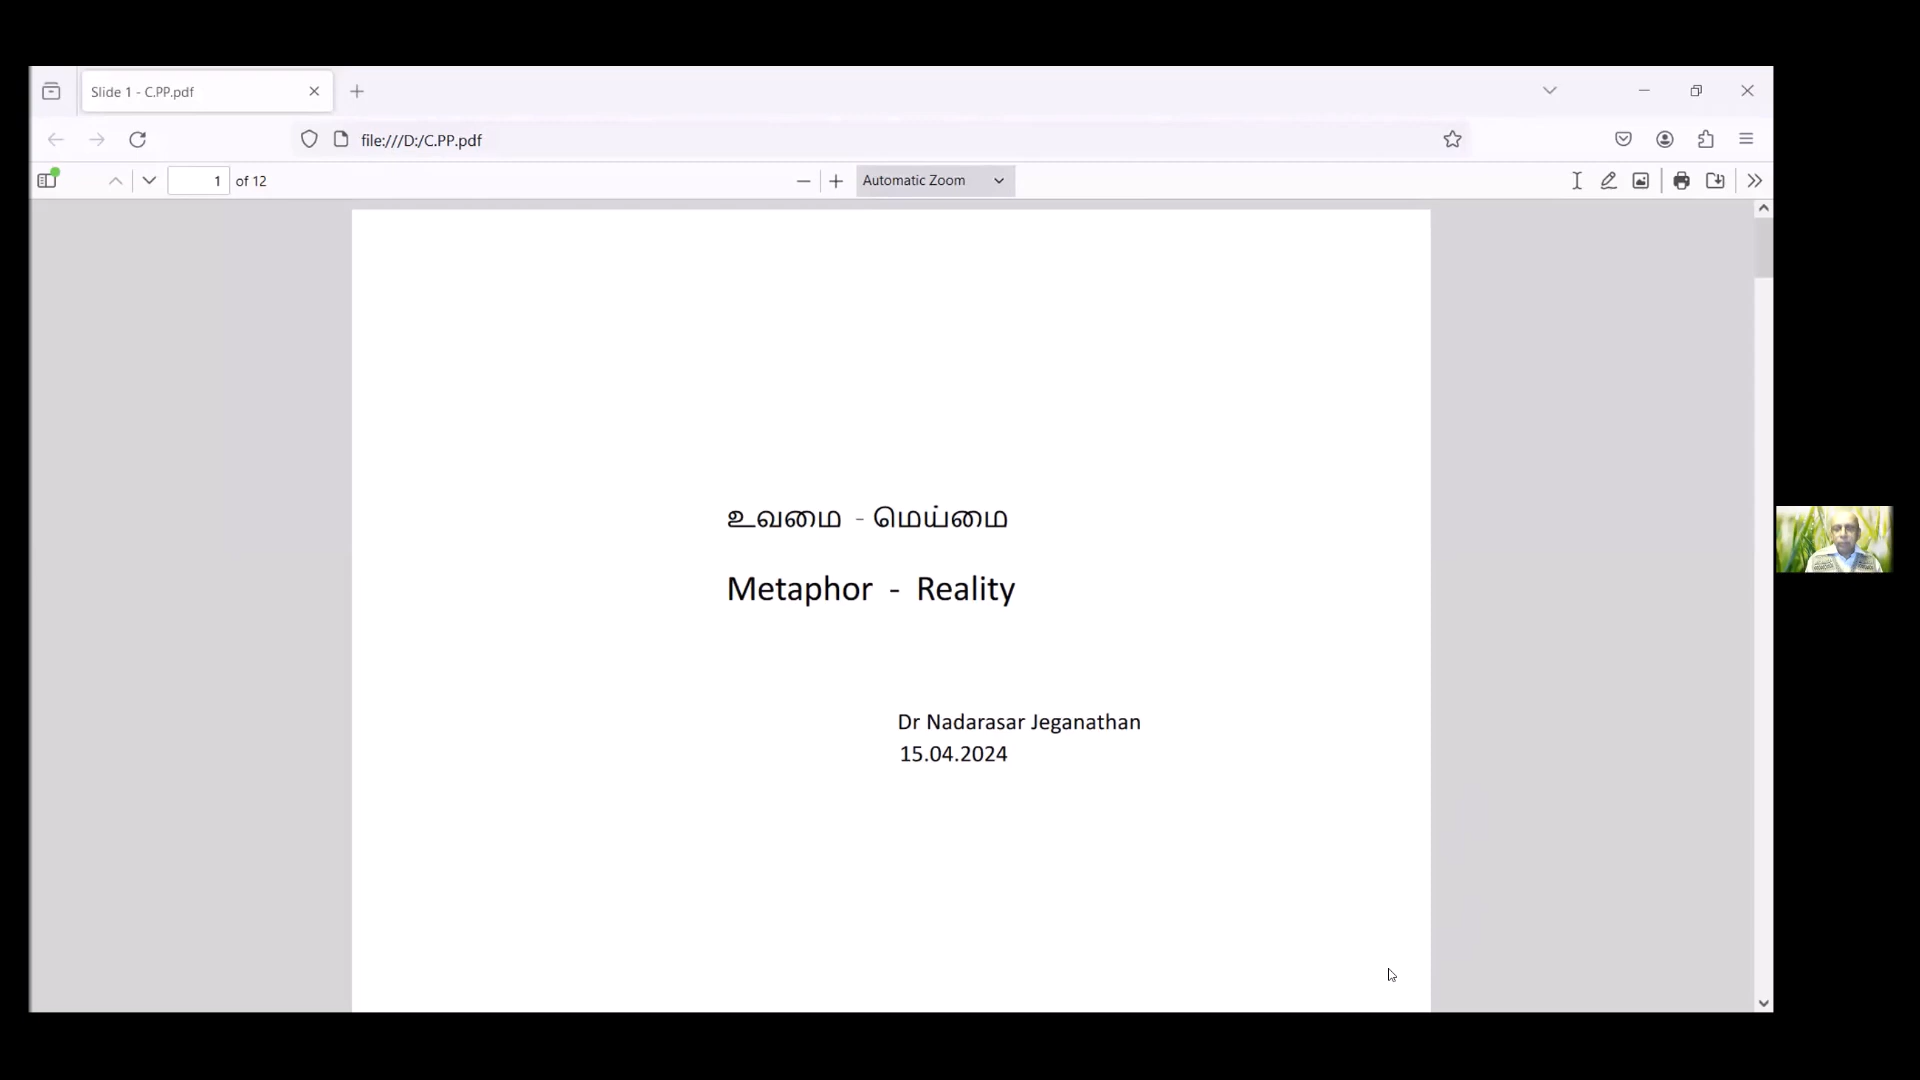 Slide 1 - C.PP.pdf
file:///D:/C.PP.pdf
1 of 12
Automatic Zoom
உவமை - மெய்மை
Metaphor - Reality
Dr Nadarasar Jeganathan
15.04.2024